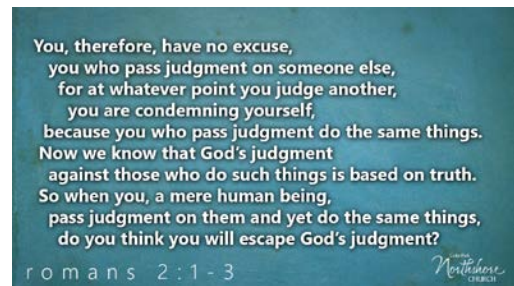 You, therefore, have no excuse,
you who pass judgment on someone else,
for at whatever point you judge another,
you are condemning yourself,
because you who pass judgment do the same things.
Now we know that God's judgment
against those who do such things is based on truth.
So when you, a mere human being,
pass judgment on them and yet do the same things,
do you think you will escape God's judgment?
romans 2:1-3
Northshore
CHURCH